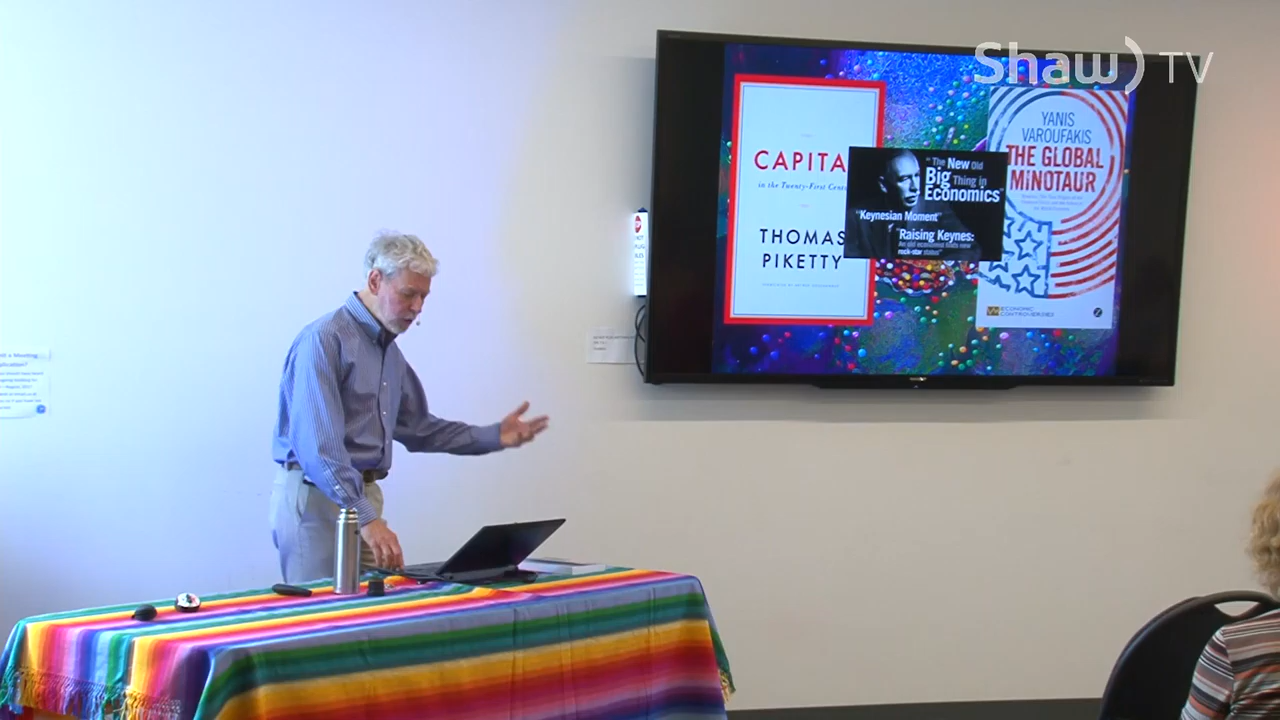 Shaw) TV
CAPITA
in the Twenty-First Centu
THOMAS
PIKETTY
"The New Old
Big Thing in
Economics"
"Keynesian Moment"
"Raising Keynes:
An old economist finds new
rock-star status"
YANIS
VAROUFAKIS
THE GLOBAL
MINOTAUR
ECONOMIC
CONTROVERSIES